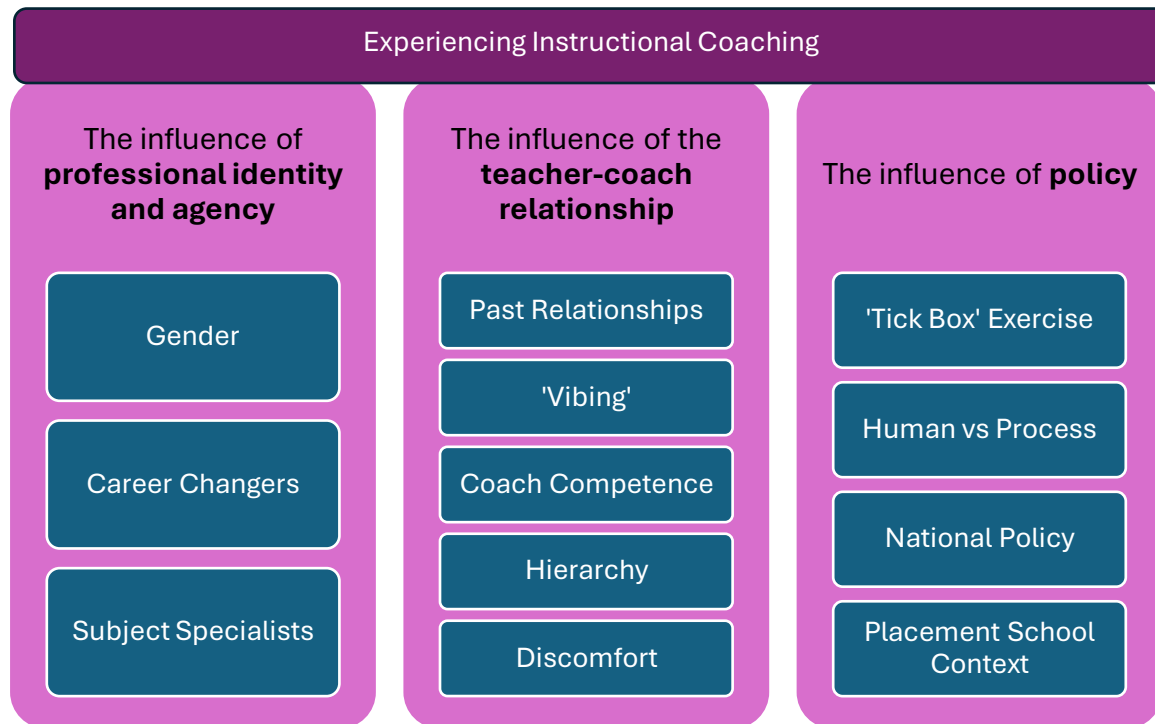 Experiencing Instructional Coaching
The influence of
professional identity
and agency
Gender
Career Changers
Subject Specialists
The influence of the
teacher-coach
relationship
Past Relationships
'Vibing'
Coach Competence
Hierarchy
Discomfort
The influence of policy
'Tick Box' Exercise
Human vs Process
National Policy
Placement School
Context